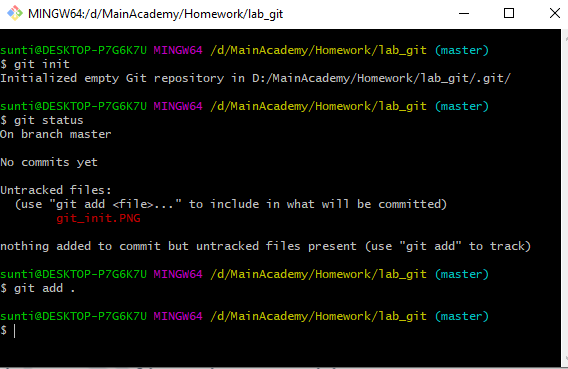 MINGW64:/d/MainAcademy/Homework/lab_git
sunti@DESKTOP-P7G6K7U MINGW64 /d/MainAcademy/Homework/lab_git (master)
$ git init
Initialized empty Git repository in D:/MainAcademy/Homework/lab_git/.git/
sunti@DESKTOP-P7G6K7U MINGW64 /d/MainAcademy/Homework/lab_git (master)
$ git status
On branch master
No commits yet
Untracked files:
(use "git add <file>..." to include in what will be committed)
git_init.PNG
nothing added to commit but untracked files present (use "git add" to track)
sunti@DESKTOP-P7G6K7U MINGW64 /d/MainAcademy/Homework/lab_git (master)
$ git add .
sunti@DESKTOP-P7G6K7U MINGW64 /d/MainAcademy/Homework/lab_git (master)
$